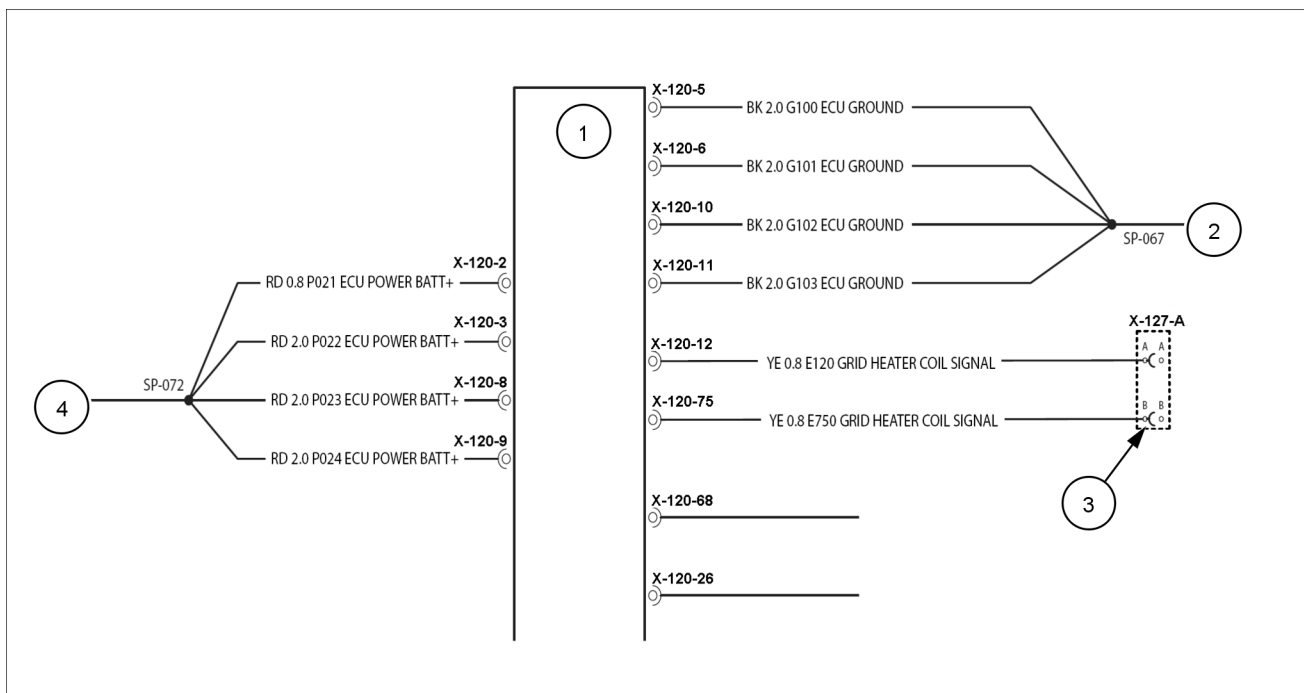 X-120-5
BK 2.0 G100 ECU GROUND
1
X-120-6
BK 2.0 G101 ECU GROUND
X-120-10
BK 2.0 G102 ECU GROUND
SP-067
2
X-120-11
BK 2.0 G103 ECU GROUND
X-120-2
RD 0.8 P021 ECU POWER BATT+
X-120-3
RD 2.0 P022 ECU POWER BATT+
SP-072
4
X-120-8
RD 2.0 P023 ECU POWER BATT+
X-120-9
RD 2.0 P024 ECU POWER BATT+
X-127-A
X-120-12
YE 0.8 E120 GRID HEATER COIL SIGNAL
A A
X-120-75
YE 0.8 E750 GRID HEATER COIL SIGNAL
B B
3
X-120-68
X-120-26